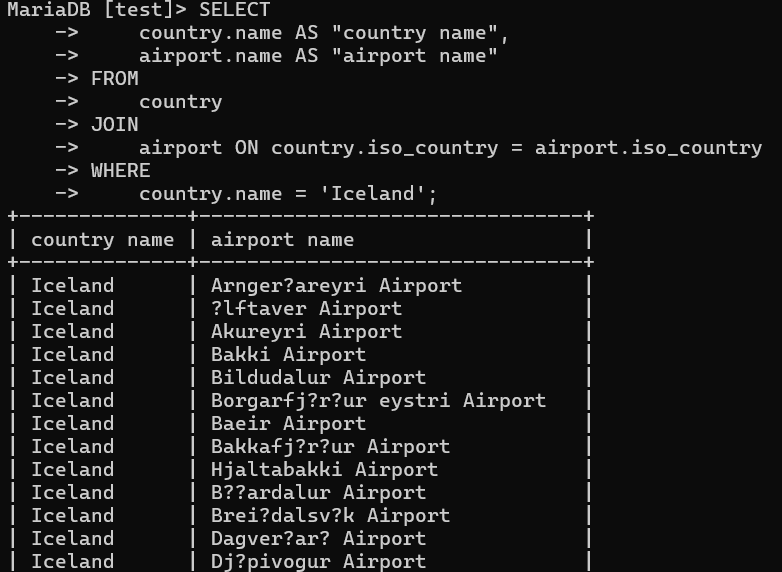 MariaDB [test]> SELECT
    ->     country.name AS "country name",
    ->     airport.name AS "airport name"
    -> FROM
    ->     country
    -> JOIN
    ->     airport ON country.iso_country = airport.iso_country
    -> WHERE
    ->     country.name = 'Iceland';
+--------------+--------------------------------+
| country name | airport name                   |
+--------------+--------------------------------+
| Iceland      | Arnger?areyri Airport          |
| Iceland      | ?lftaver Airport               |
| Iceland      | Akureyri Airport               |
| Iceland      | Bakki Airport                  |
| Iceland      | Bildudalur Airport             |
| Iceland      | Borgarfj?r?ur eystri Airport   |
| Iceland      | Baeir Airport                  |
| Iceland      | Bakkafj?r?ur Airport           |
| Iceland      | Hjaltabakki Airport            |
| Iceland      | B??ardalur Airport             |
| Iceland      | Brei?dalsv?k Airport           |
| Iceland      | Dagver?ar? Airport             |
| Iceland      | Dj?pivogur Airport             |